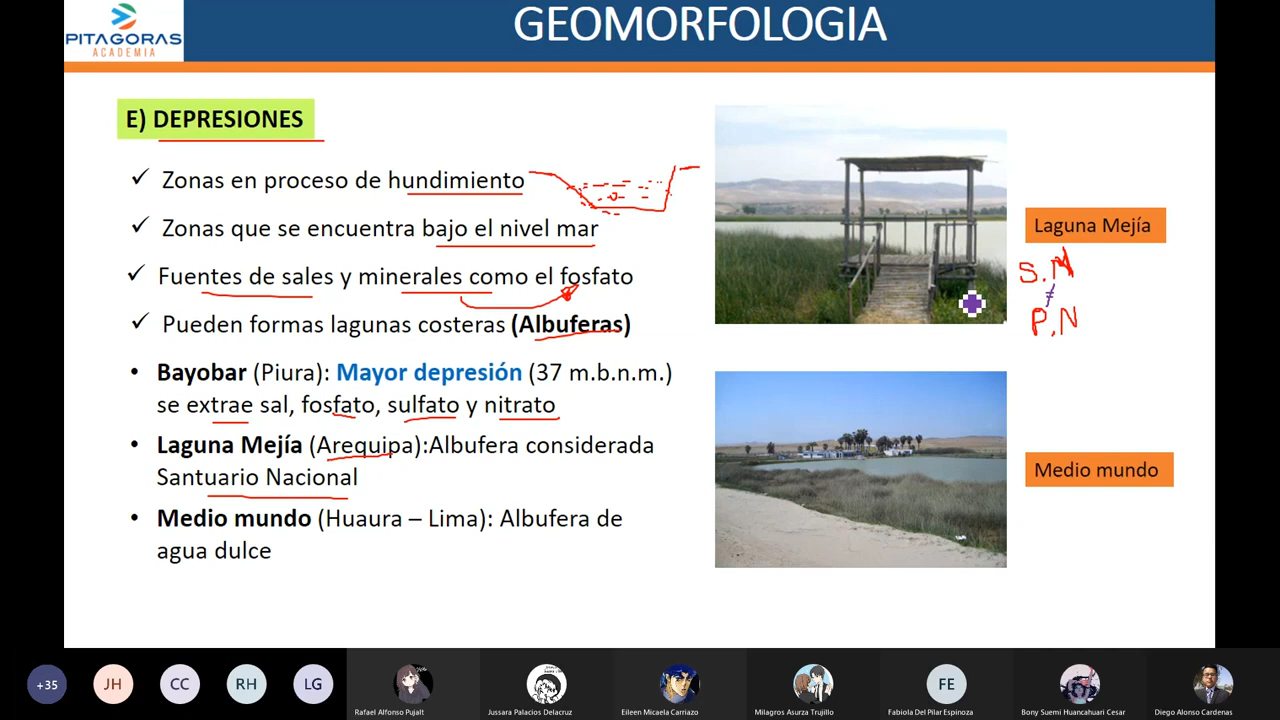 PITAGORAS
ACADEMIA
GEOMORFOLOGIA
E) DEPRESIONES
✓ Zonas en proceso de hundimiento
✓ Zonas que se encuentra bajo el nivel mar
✓ Fuentes de sales y minerales como el fosfato
✓ Pueden formas lagunas costeras (Albuferas)
• Bayobar (Piura): Mayor depresión (37 m.b.n.m.)
se extrae sal, fosfato, sulfato y nitrato
• Laguna Mejía (Arequipa):Albufera considerada
Santuario Nacional
• Medio mundo (Huaura – Lima): Albufera de
agua dulce
Laguna Mejía
S.N
≠
P.N
Medio mundo
+35
JH
CC
RH
LG
FE
Rafael Alfonso Pujalt
Jussara Palacios Delacruz
Eileen Micaela Carriazo
Milagros Asurza Trujillo
Fabiola Del Pilar Espinoza
Bony Suemi Huancahuari Cesar
Diego Alonso Cardenas